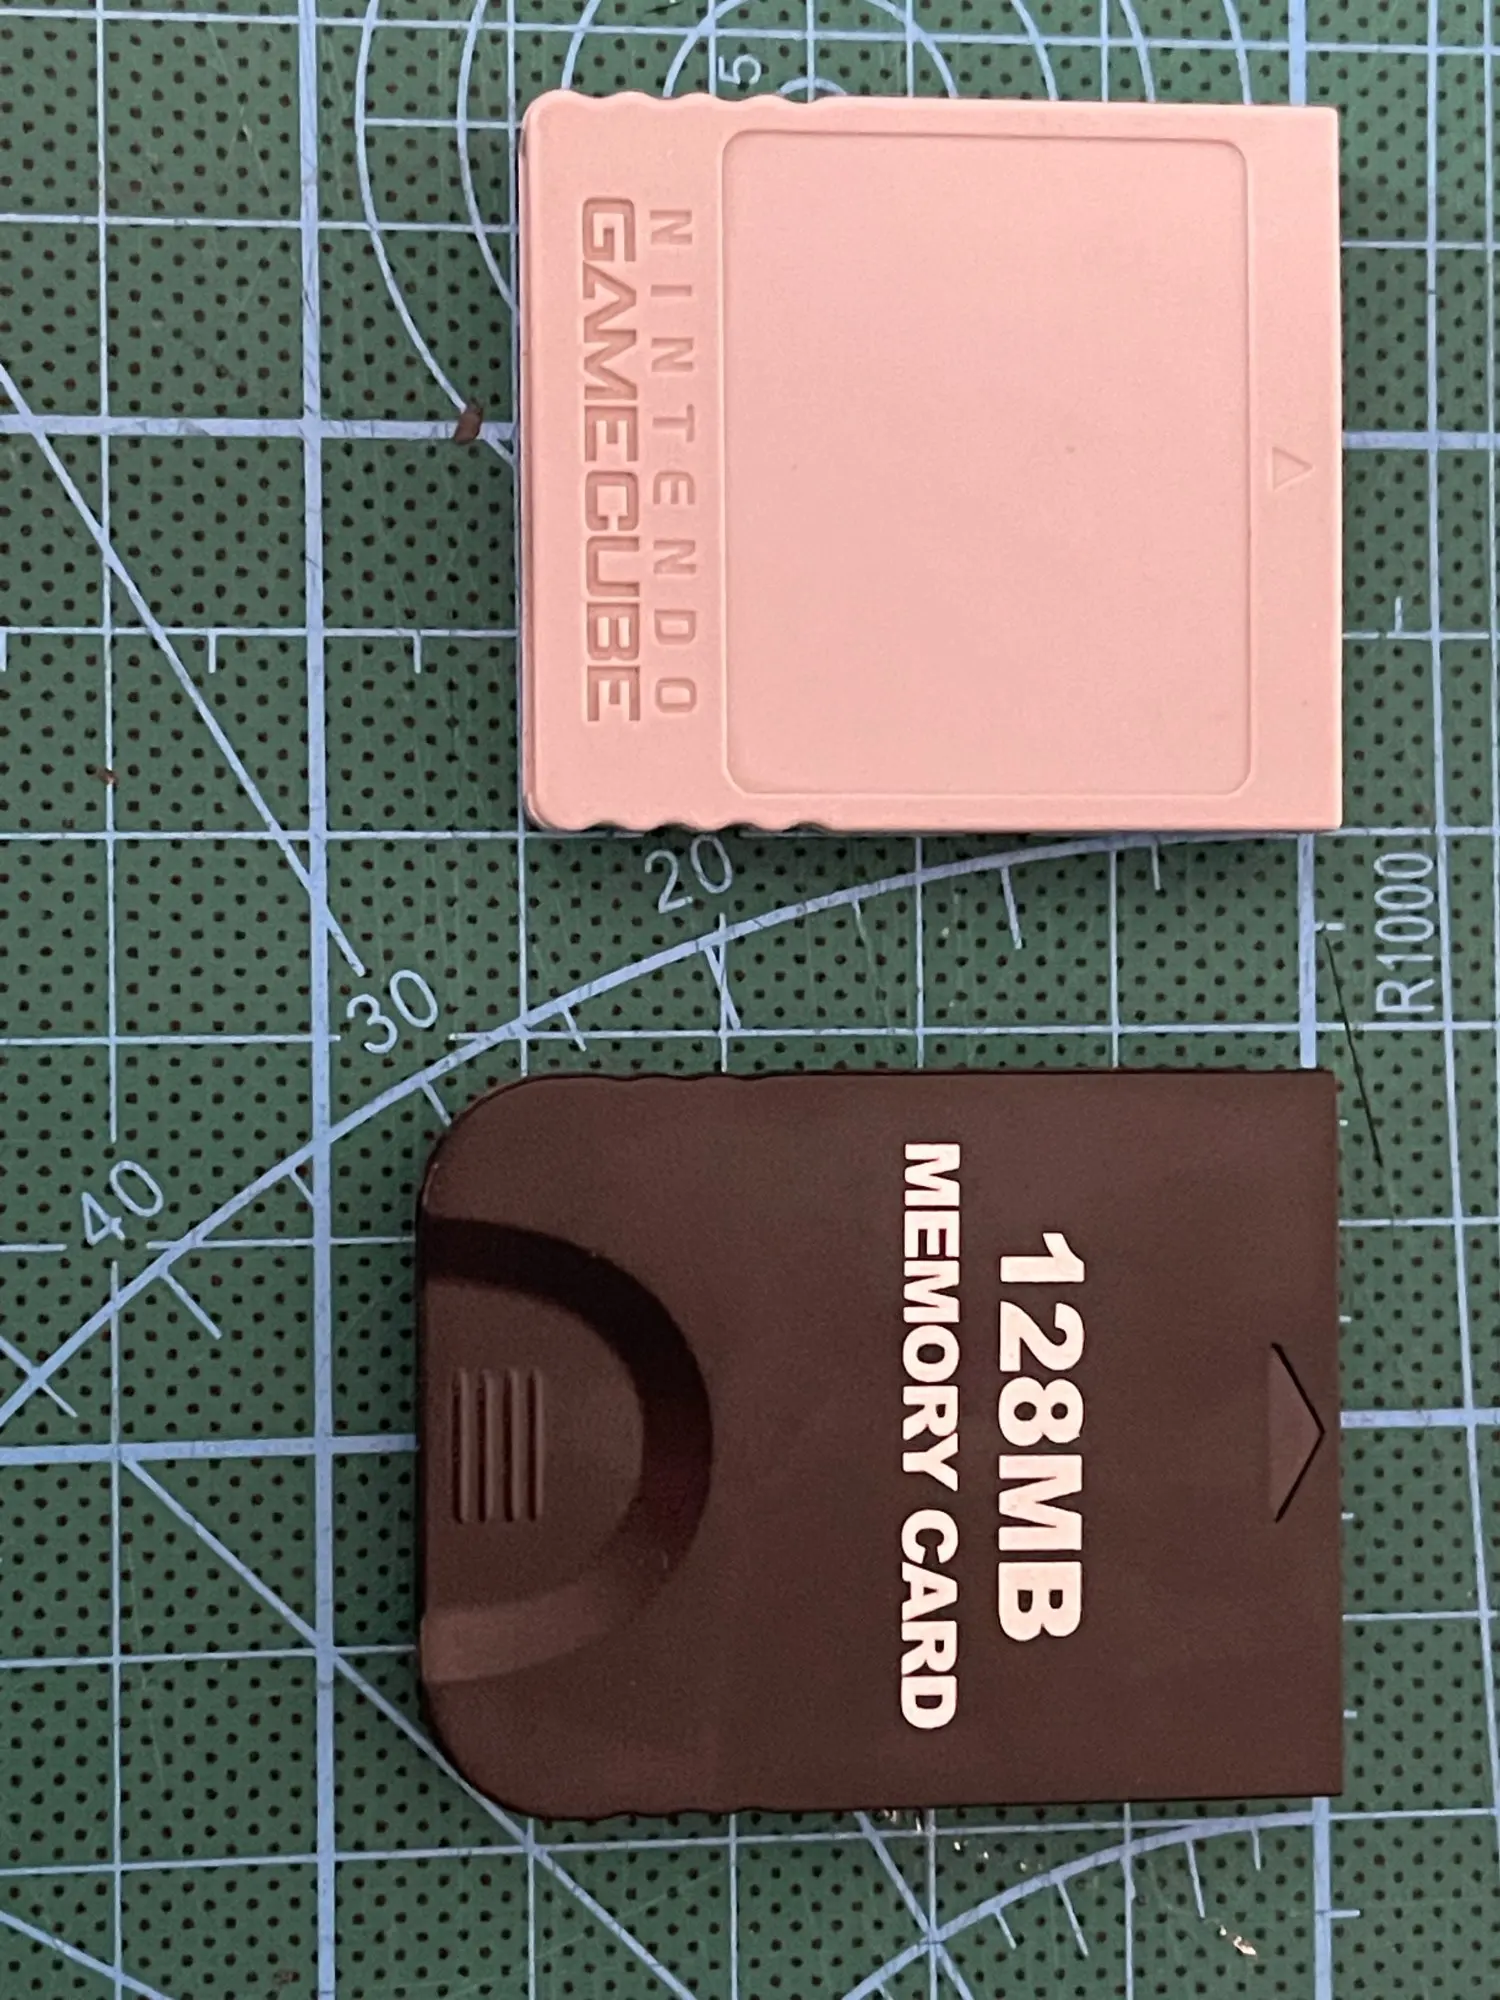 NINTENDO
GAMECUBE
128MB
MEMORY CARD
5
20
30
40
R1000